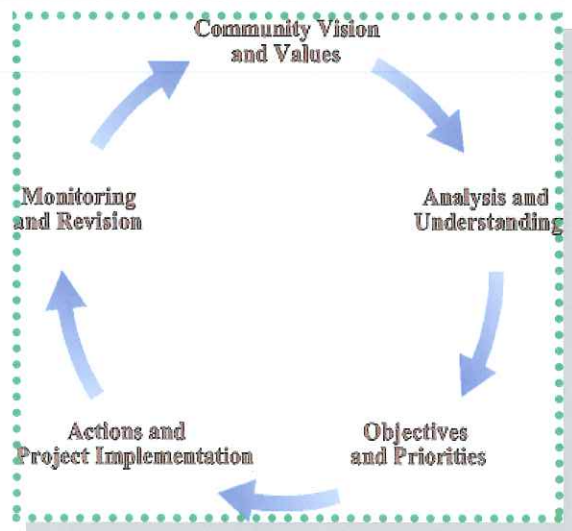 Community Vision
and Values
Analysis and
Understanding
Objectives
and Priorities
Actions and
Project Implementation
Monitoring
and Revision